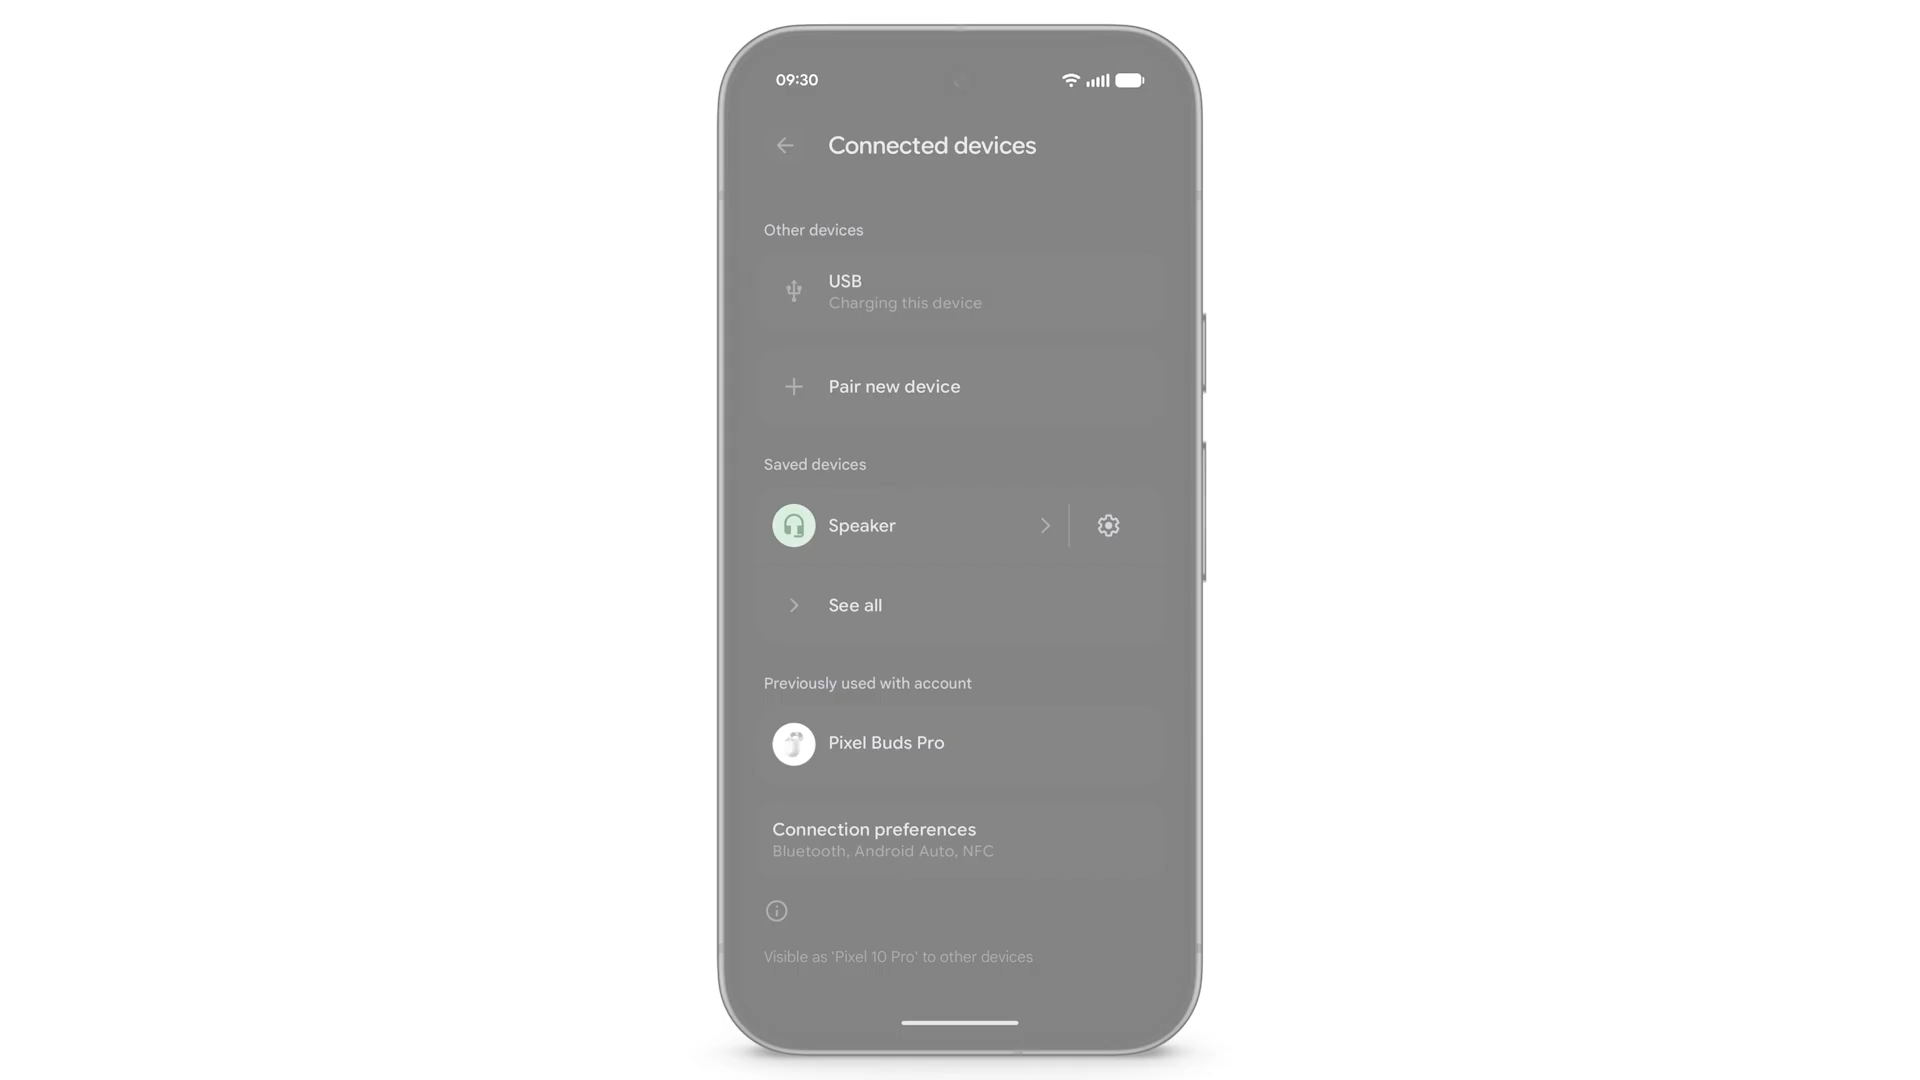 09:30
Connected devices
Other devices
USB
Charging this device
Pair new device
Saved devices
Speaker
See all
Previously used with account
Pixel Buds Pro
Connection preferences
Bluetooth, Android Auto, NFC
Visible as 'Pixel 10 Pro' to other devices